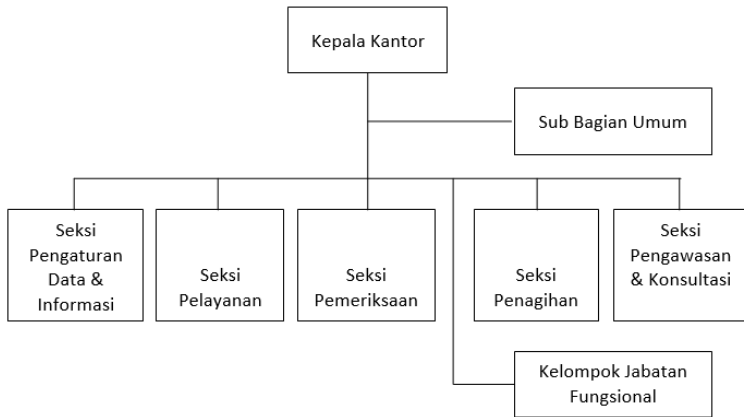 Kepala Kantor
Sub Bagian Umum
Seksi
Pengaturan
Data &
Informasi
Seksi
Pelayanan
Seksi
Pemeriksaan
Seksi
Penagihan
Seksi
Pengawasan
& Konsultasi
Kelompok Jabatan
Fungsional